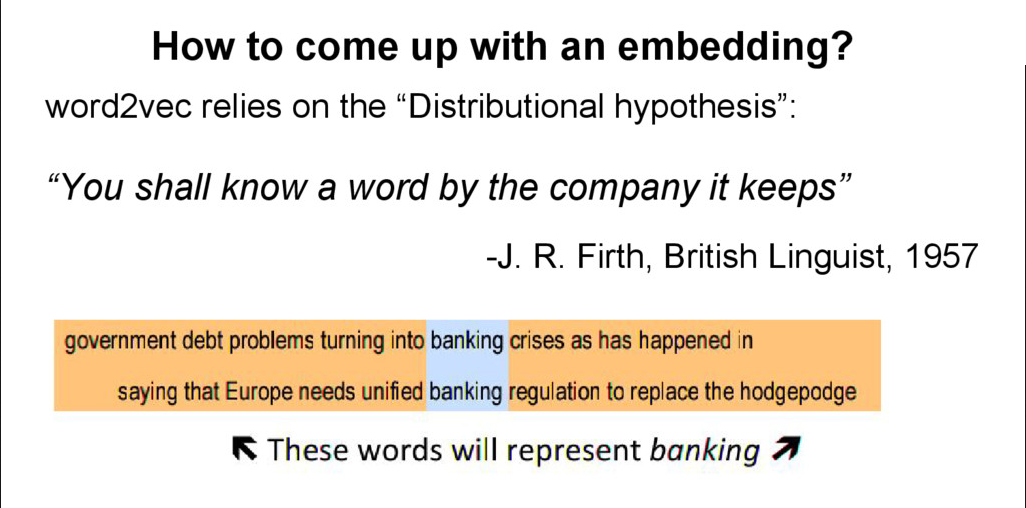 How to come up with an embedding?
word2vec relies on the “Distributional hypothesis”:
“You shall know a word by the company it keeps”
-J. R. Firth, British Linguist, 1957
government debt problems turning into banking crises as has happened in
saying that Europe needs unified banking regulation to replace the hodgepodge
↖ These words will represent banking ↗